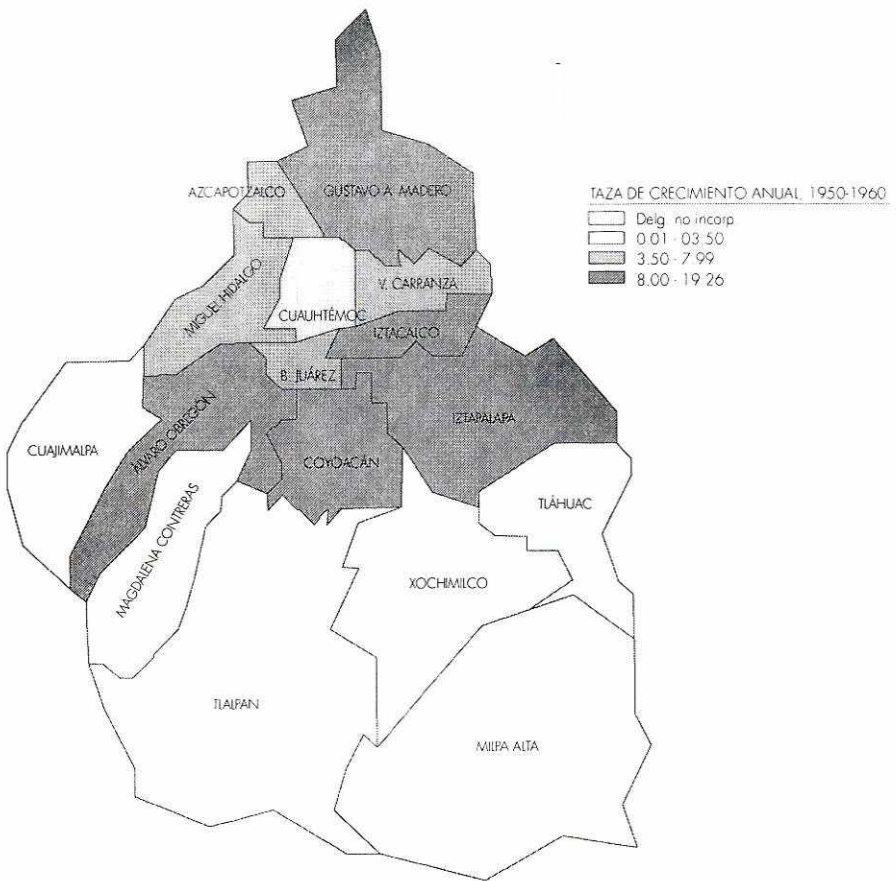 AZCAPOTZALCO
GUSTAVO A. MADERO
TAZA DE CRECIMIENTO ANUAL, 1950-1960
Delg. no incorp.
0.01 - 03.50
3.50 - 7.99
8.00 - 19.26
MIGUEL HIDALGO
V. CARRANZA
CUAUHTÉMOC
IZTACALCO
B. JUÁREZ
IZTAPALAPA
ÁLVARO OBREGÓN
CUAJIMALPA
COYOACÁN
MAGDALENA CONTRERAS
TLÁHUAC
XOCHIMILCO
TLALPAN
MILPA ALTA